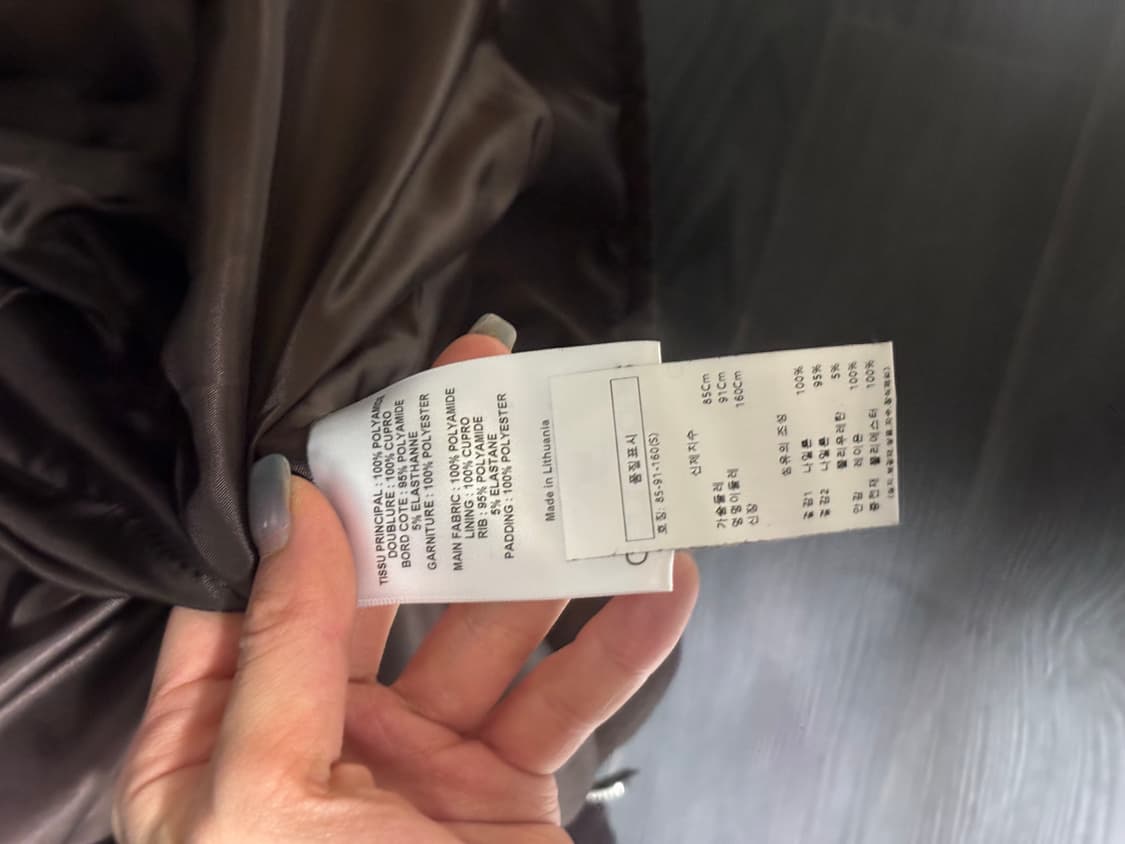 TISSU PRINCIPAL : 100% POLYAMIDE
DOUBLURE : 100% CUPRO
BORD COTE : 95% POLYAMIDE
5% ELASTHANNE
GARNITURE : 100% POLYESTER
MAIN FABRIC : 100% POLYAMIDE
LINING : 100% CUPRO
RIB : 95% POLYAMIDE
5% ELASTANE
PADDING : 100% POLYESTER
Made in Lithuania
품질표시
호칭: 85-91-160(S)
신체치수
가슴둘레 85Cm
엉덩이둘레 91Cm
신장 160Cm
섬유의 조성
겉감1 나일론 100%
겉감2 나일론 95%
폴리우레탄 5%
안감 레이온 100%
충전재 폴리에스터 100%